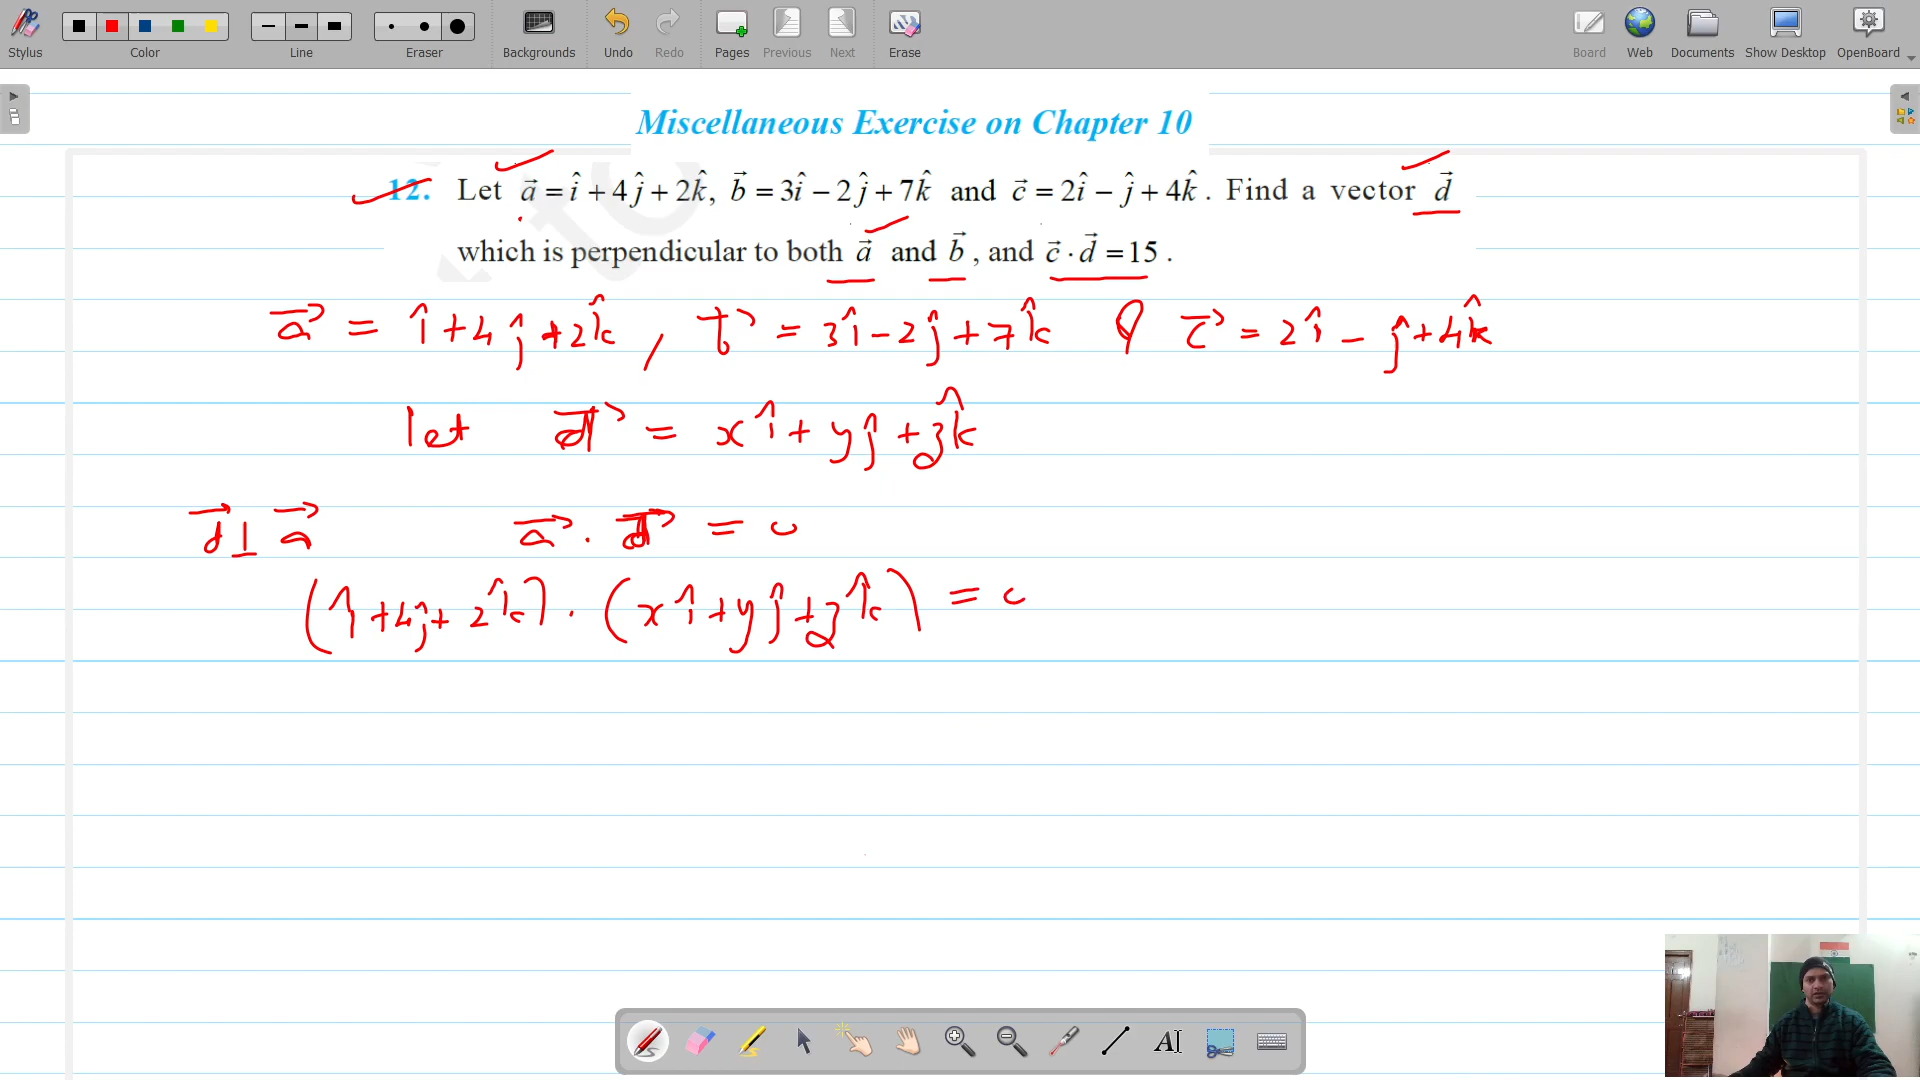 Stylus Color Line Eraser Backgrounds Undo Redo Pages Previous Next Erase Board Web Documents Show Desktop OpenBoard
Miscellaneous Exercise on Chapter 10
12. Let a⃗ = î + 4ĵ + 2k̂, b⃗ = 3î − 2ĵ + 7k̂ and c⃗ = 2î − ĵ + 4k̂ . Find a vector d⃗
which is perpendicular to both a⃗ and b⃗ , and c⃗ · d⃗ = 15 .
a⃗ = î + 4ĵ + 2k̂ , b⃗ = 3î − 2ĵ + 7k̂ & c⃗ = 2î − ĵ + 4k̂
let d⃗ = xî + yĵ + zk̂
d⃗ ⊥ a⃗ a⃗ . d⃗ = 0
(î + 4ĵ + 2k̂) . (xî + yĵ + zk̂) = 0